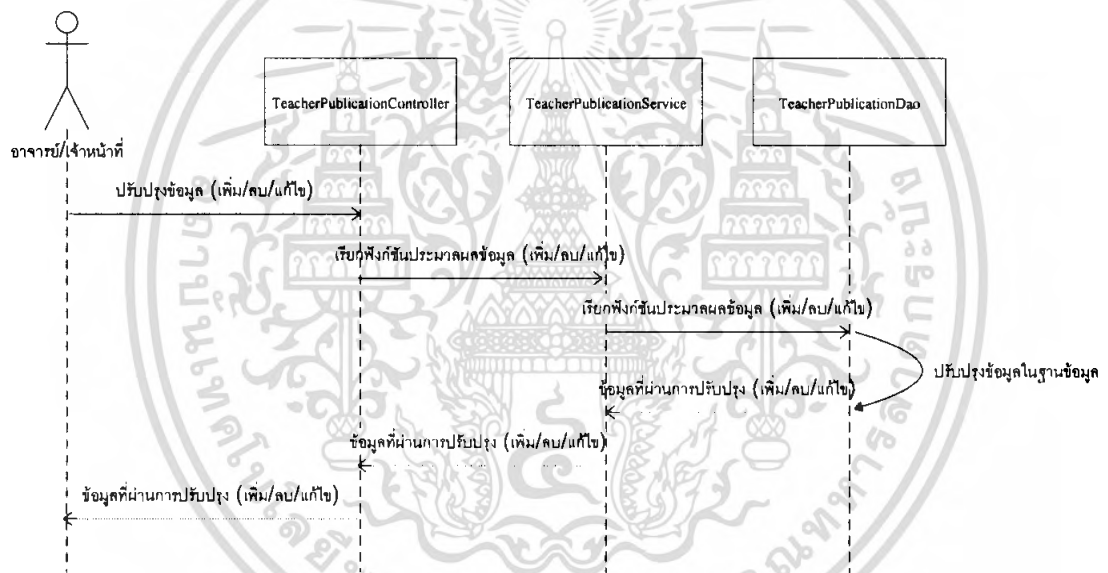 TeacherPublicationController
TeacherPublicationService
TeacherPublicationDao
อาจารย์/เจ้าหน้าที่
ปรับปรุงข้อมูล (เพิ่ม/ลบ/แก้ไข)
เรียกฟังก์ชันประมวลผลข้อมูล (เพิ่ม/ลบ/แก้ไข)
เรียกฟังก์ชันประมวลผลข้อมูล (เพิ่ม/ลบ/แก้ไข)
ปรับปรุงข้อมูลในฐานข้อมูล
ข้อมูลที่ผ่านการปรับปรุง (เพิ่ม/ลบ/แก้ไข)
ข้อมูลที่ผ่านการปรับปรุง (เพิ่ม/ลบ/แก้ไข)
ข้อมูลที่ผ่านการปรับปรุง (เพิ่ม/ลบ/แก้ไข)